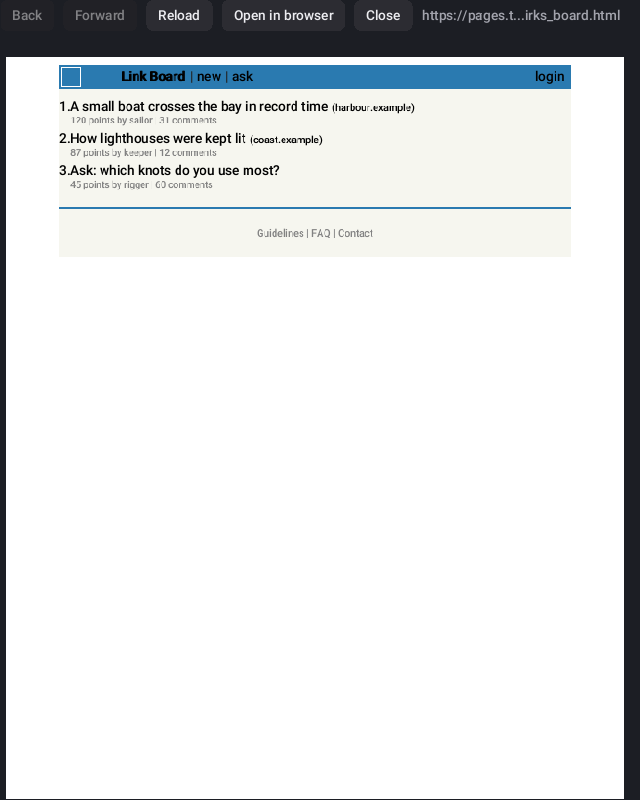 Back Forward Reload Open in browser Close https://pages.t...irks_board.html
Link Board | new | ask login
1.A small boat crosses the bay in record time (harbour.example)
120 points by sailor | 31 comments
2.How lighthouses were kept lit (coast.example)
87 points by keeper | 12 comments
3.Ask: which knots do you use most?
45 points by rigger | 60 comments
Guidelines | FAQ | Contact